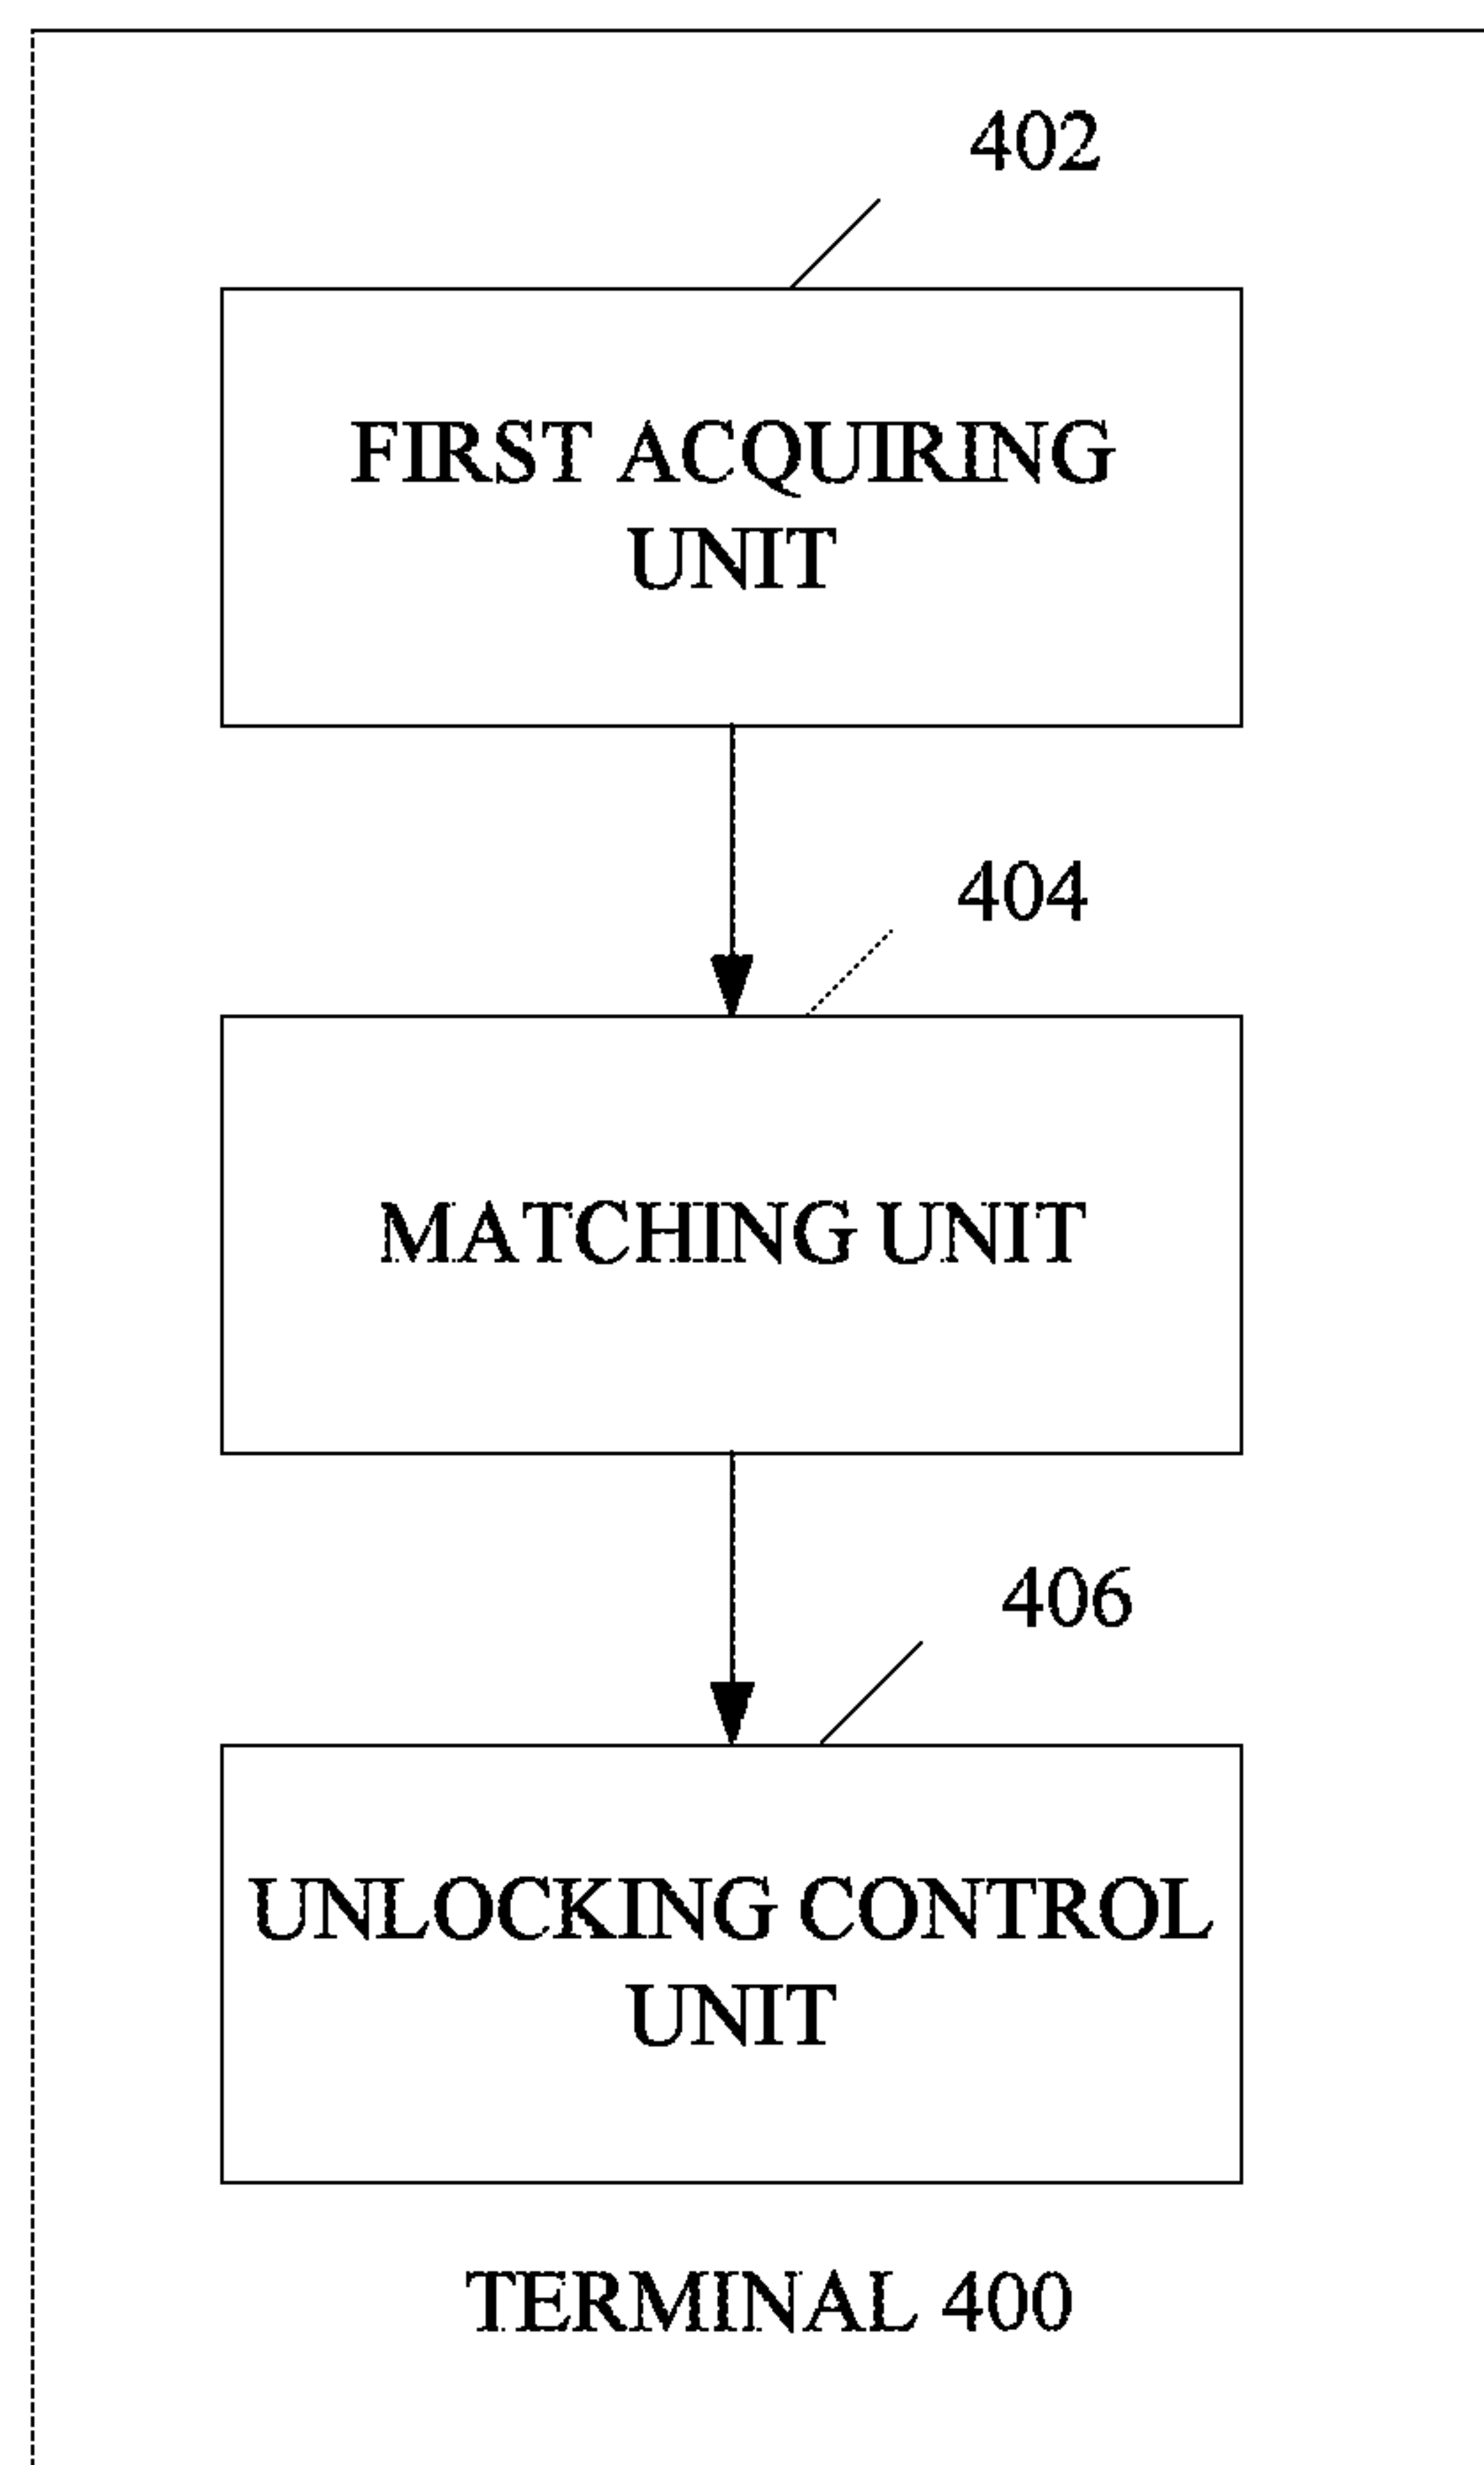 402
FIRST ACQUIRING
UNIT
404
MATCHING UNIT
406
UNLOCKING CONTROL
UNIT
TERMINAL 400